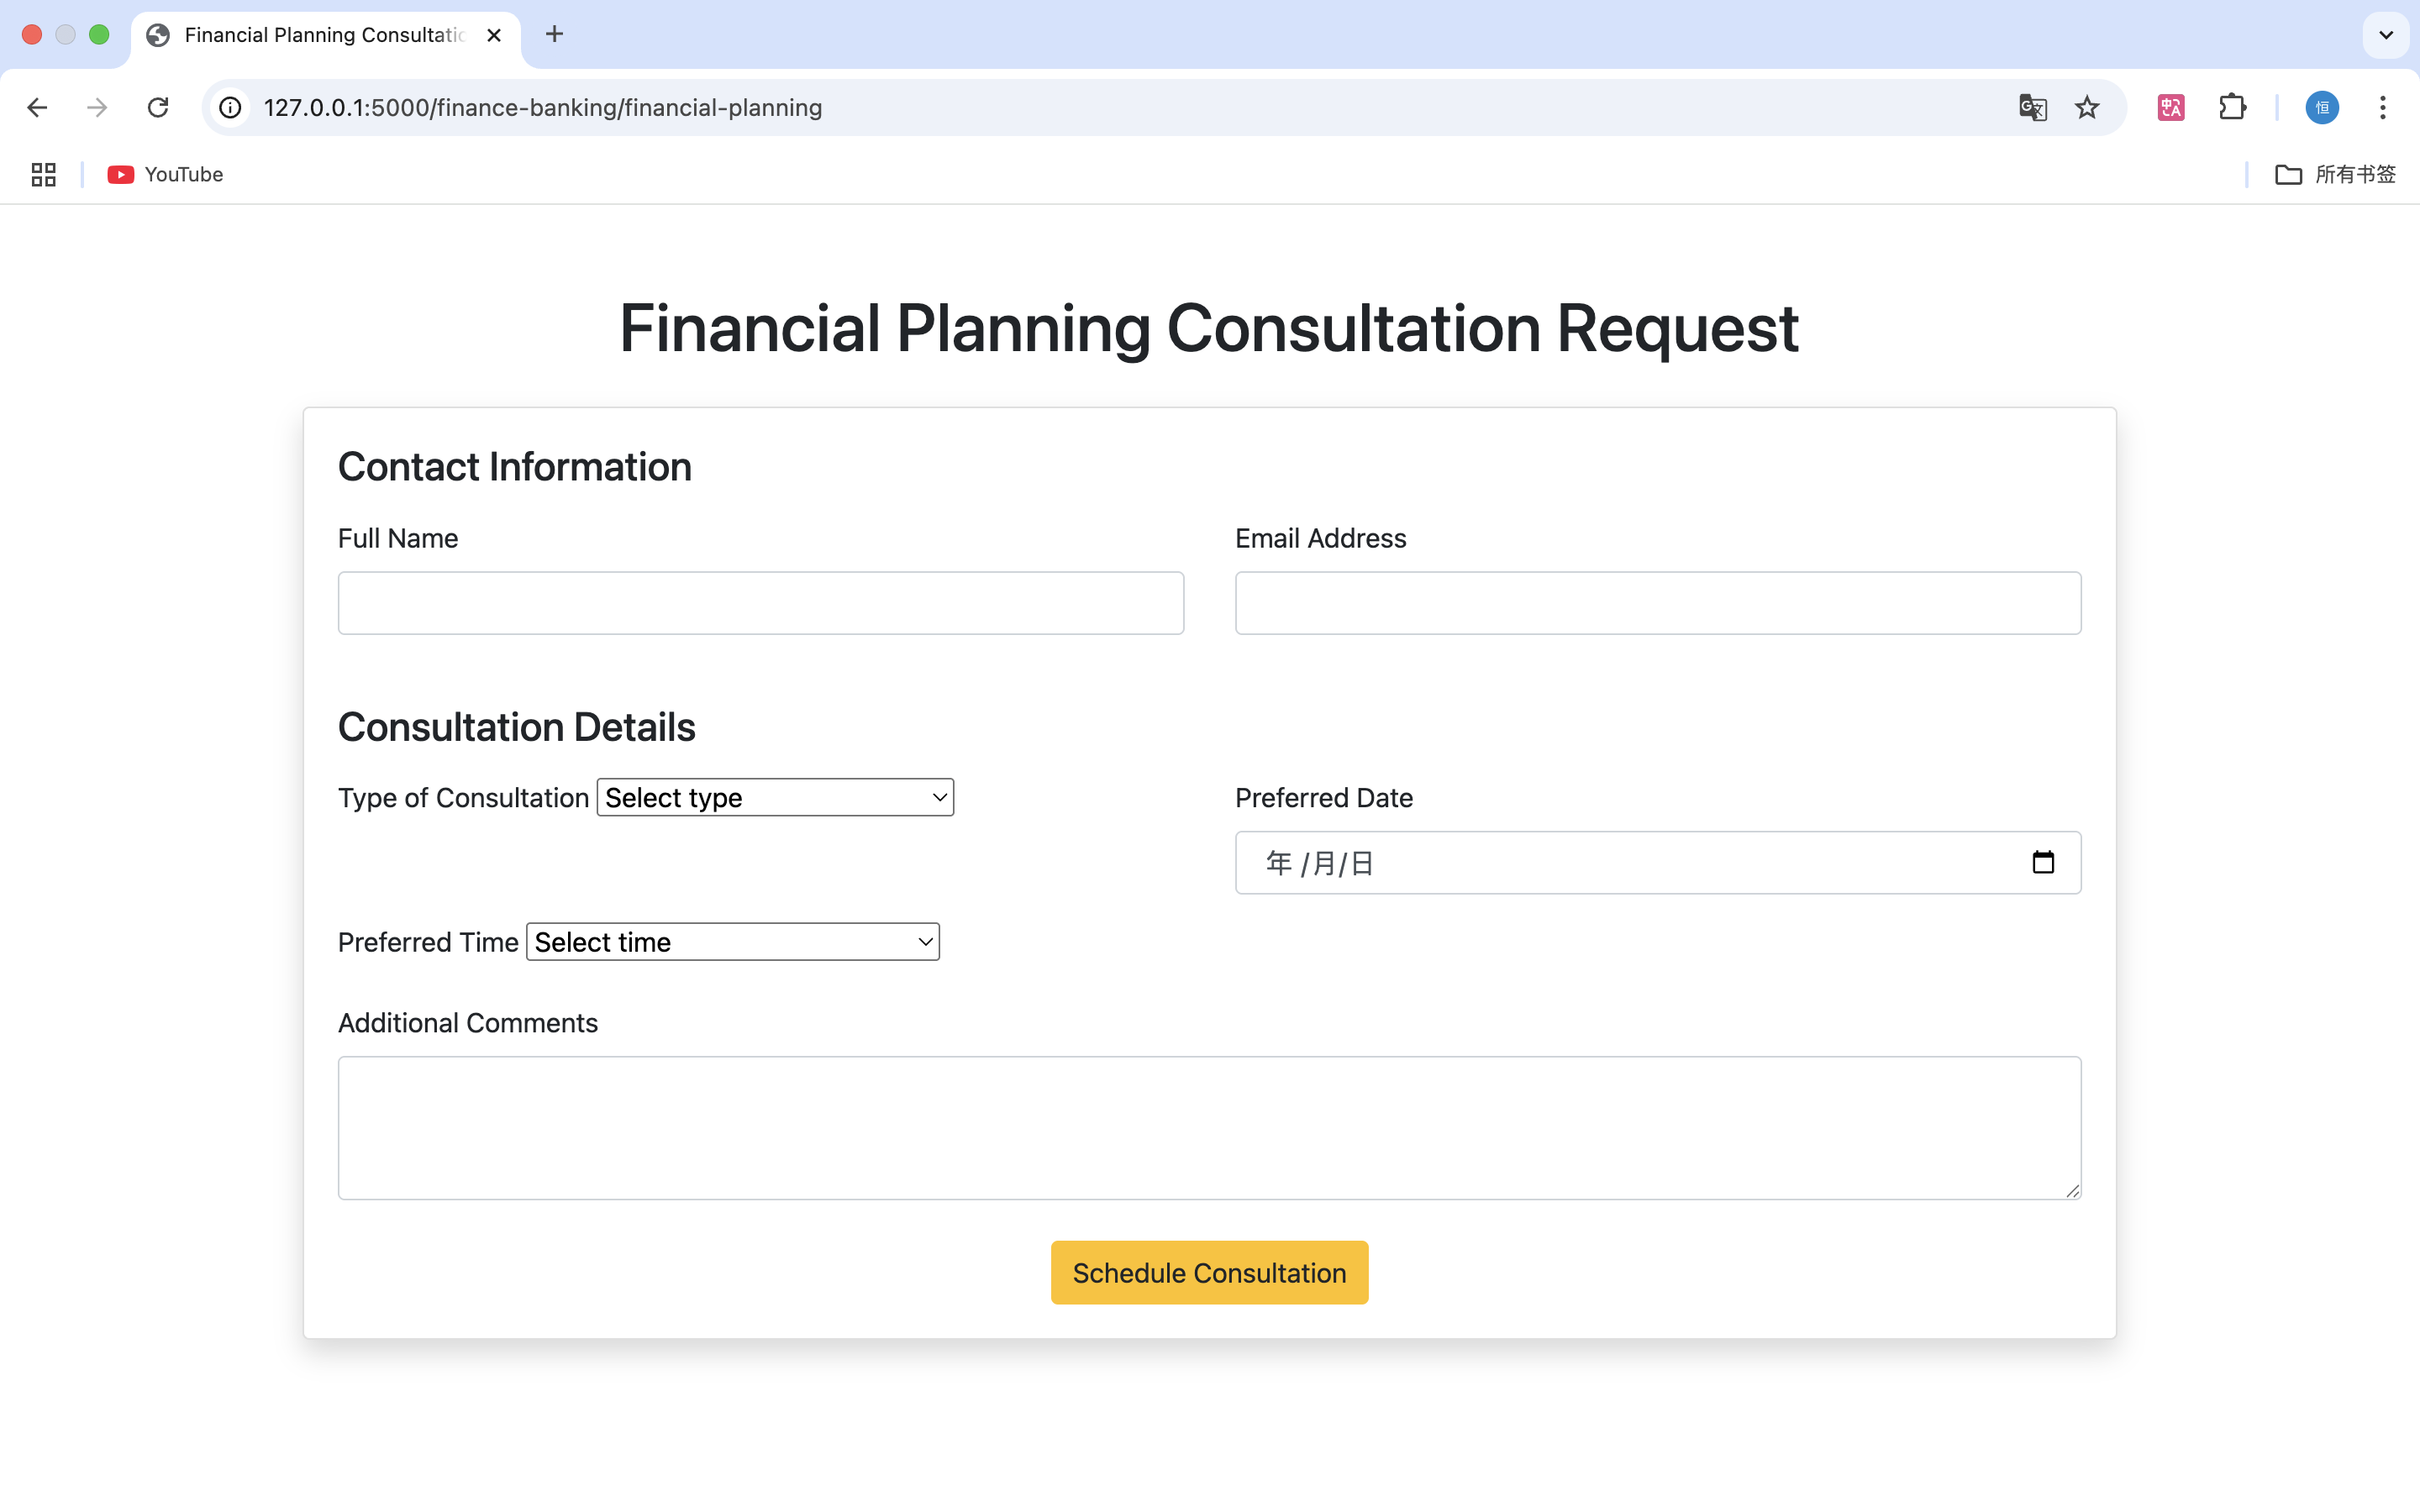 Financial Planning Consultatio
127.0.0.1:5000/finance-banking/financial-planning
恒
YouTube
所有书签
Financial Planning Consultation Request
Contact Information
Full Name
Email Address
Consultation Details
Type of Consultation Select type
Preferred Date
年 /月/日
Preferred Time Select time
Additional Comments
Schedule Consultation